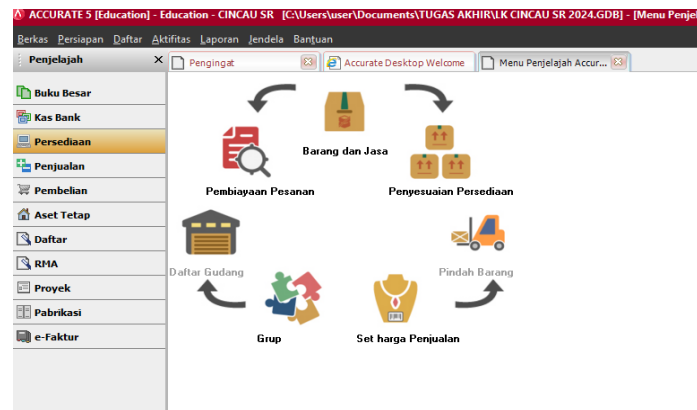 ACCURATE 5 [Education] - Education - CINCAU SR [C:\Users\user\Documents\TUGAS AKHIR\LK CINCAU SR 2024.GDB] - [Menu Penjel
Berkas Persiapan Daftar Aktifitas Laporan Jendela Bantuan
Penjelajah X
Pengingat
Accurate Desktop Welcome
Menu Penjelajah Accur...
Buku Besar
Kas Bank
Persediaan
Penjualan
Pembelian
Aset Tetap
Daftar
RMA
Proyek
Pabrikasi
e-Faktur
Barang dan Jasa
Pembiayaan Pesanan
Penyesuaian Persediaan
Daftar Gudang
Pindah Barang
Grup
Set harga Penjualan